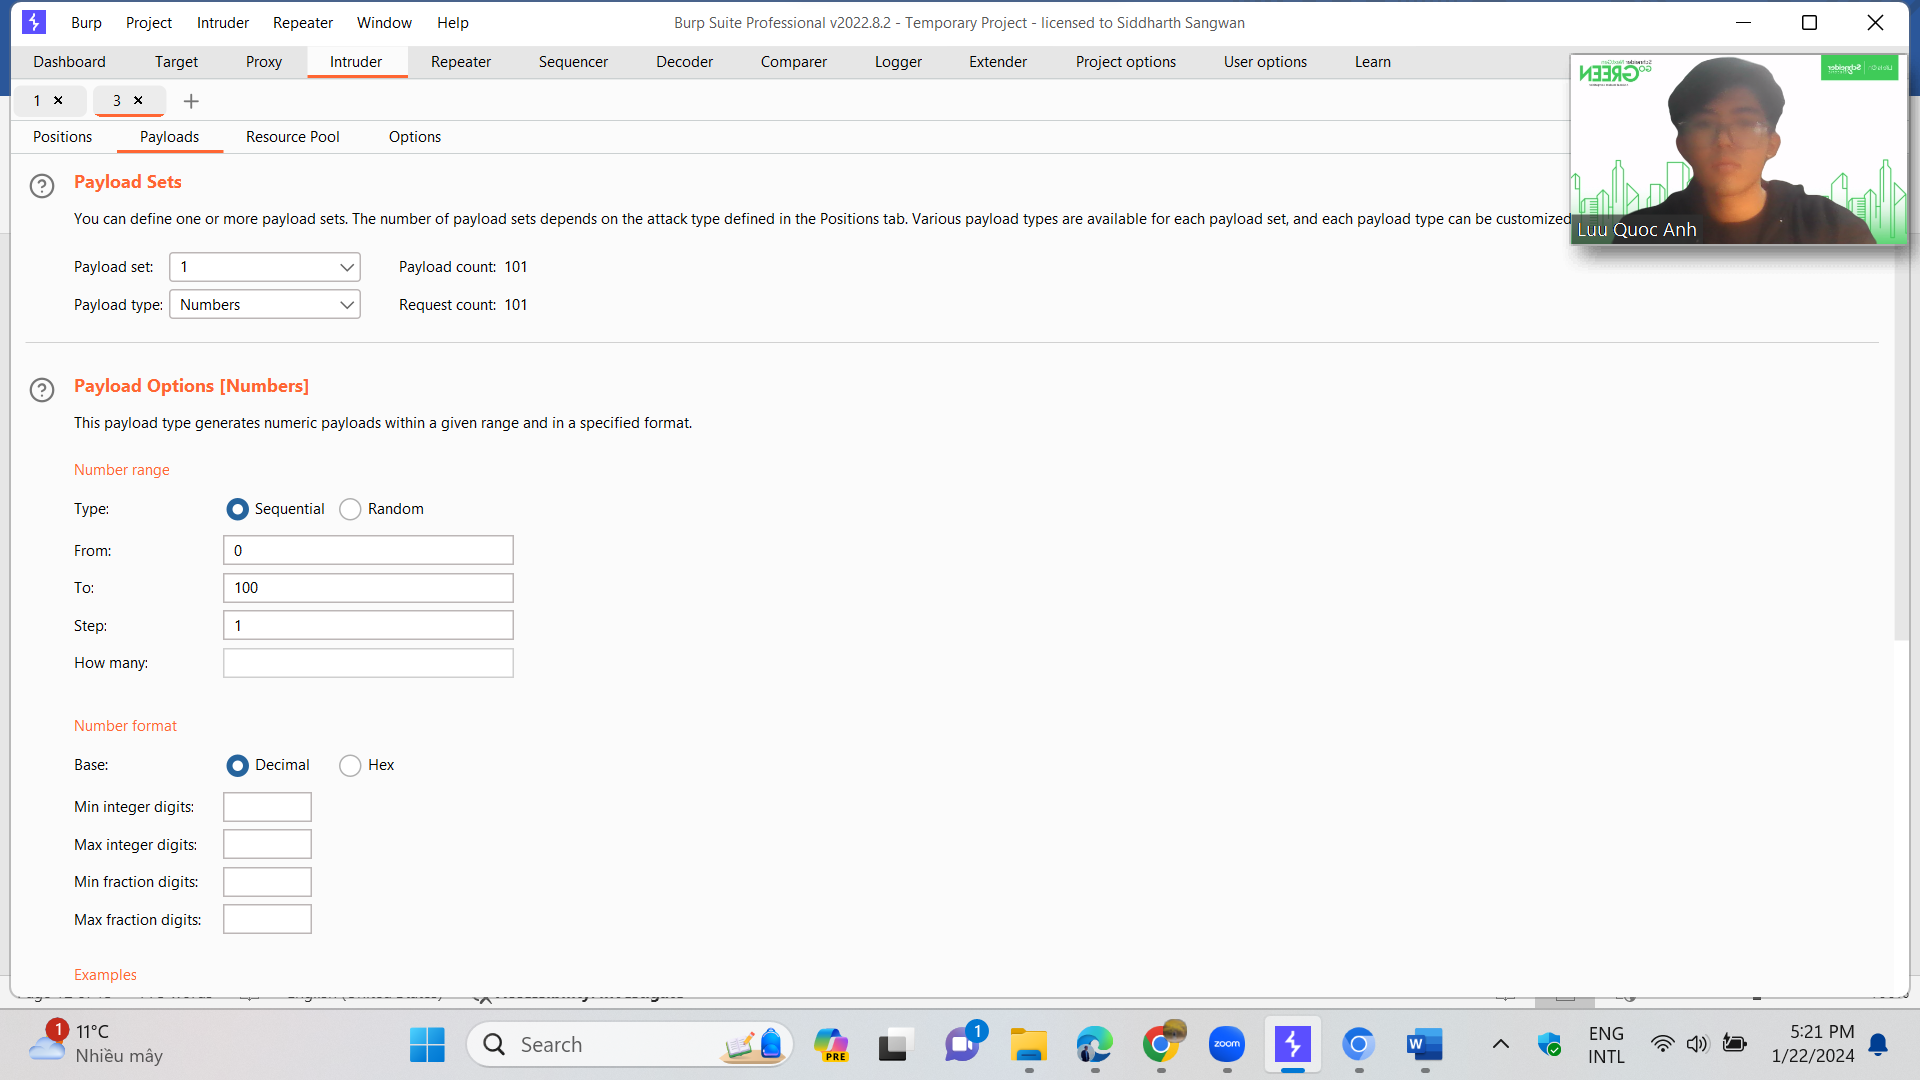 Burp Project Intruder Repeater Window Help
Burp Suite Professional v2022.8.2 - Temporary Project - licensed to Siddharth Sangwan
Dashboard Target Proxy Intruder Repeater Sequencer Decoder Comparer Logger Extender Project options User options Learn
1 × 3 × +
Positions Payloads Resource Pool Options
GO GREEN
Schneider
Luu Quoc Anh
? Payload Sets
You can define one or more payload sets. The number of payload sets depends on the attack type defined in the Positions tab. Various payload types are available for each payload set, and each payload type can be customized
Payload set: 1 Payload count: 101
Payload type: Numbers Request count: 101
? Payload Options [Numbers]
This payload type generates numeric payloads within a given range and in a specified format.
Number range
Type: Sequential Random
From: 0
To: 100
Step: 1
How many:
Number format
Base: Decimal Hex
Min integer digits:
Max integer digits:
Min fraction digits:
Max fraction digits:
Examples
1 11°C
Nhiều mây
Search
PRE
1
zoom
W
ENG
INTL
5:21 PM
1/22/2024